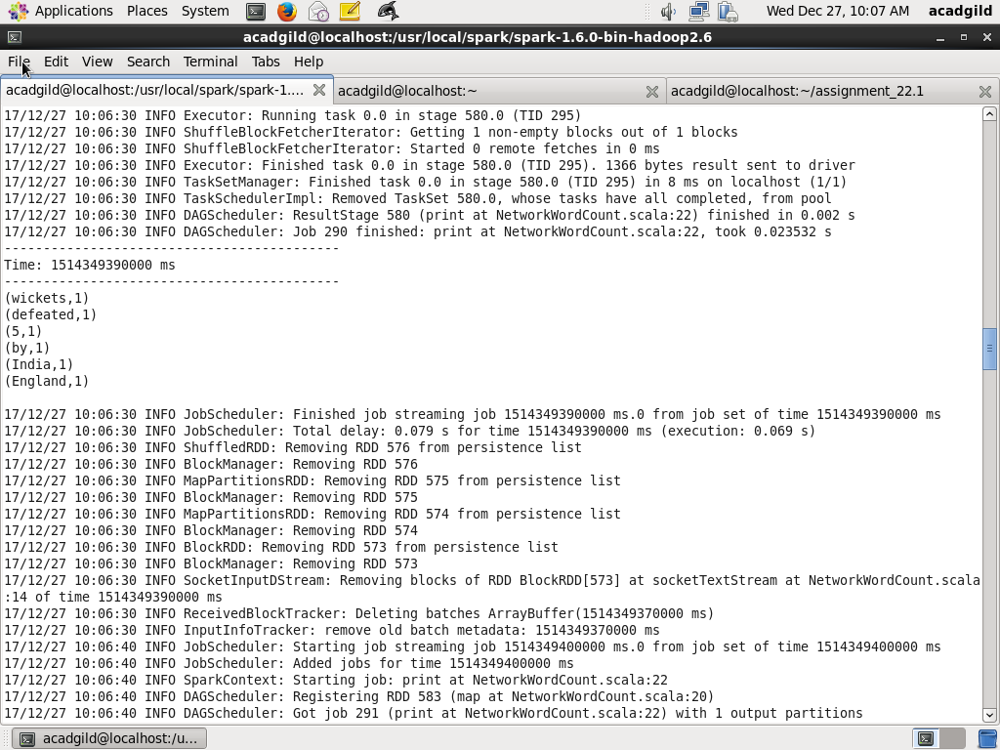 Applications Places System Wed Dec 27, 10:07 AM acadgild
acadgild@localhost:/usr/local/spark/spark-1.6.0-bin-hadoop2.6
File Edit View Search Terminal Tabs Help
acadgild@localhost:/usr/local/spark/spark-1.... acadgild@localhost:~ acadgild@localhost:~/assignment_22.1
17/12/27 10:06:30 INFO Executor: Running task 0.0 in stage 580.0 (TID 295)
17/12/27 10:06:30 INFO ShuffleBlockFetcherIterator: Getting 1 non-empty blocks out of 1 blocks
17/12/27 10:06:30 INFO ShuffleBlockFetcherIterator: Started 0 remote fetches in 0 ms
17/12/27 10:06:30 INFO Executor: Finished task 0.0 in stage 580.0 (TID 295). 1366 bytes result sent to driver
17/12/27 10:06:30 INFO TaskSetManager: Finished task 0.0 in stage 580.0 (TID 295) in 8 ms on localhost (1/1)
17/12/27 10:06:30 INFO TaskSchedulerImpl: Removed TaskSet 580.0, whose tasks have all completed, from pool
17/12/27 10:06:30 INFO DAGScheduler: ResultStage 580 (print at NetworkWordCount.scala:22) finished in 0.002 s
17/12/27 10:06:30 INFO DAGScheduler: Job 290 finished: print at NetworkWordCount.scala:22, took 0.023532 s
-------------------------------------------
Time: 1514349390000 ms
-------------------------------------------
(wickets,1)
(defeated,1)
(5,1)
(by,1)
(India,1)
(England,1)
17/12/27 10:06:30 INFO JobScheduler: Finished job streaming job 1514349390000 ms.0 from job set of time 1514349390000 ms
17/12/27 10:06:30 INFO JobScheduler: Total delay: 0.079 s for time 1514349390000 ms (execution: 0.069 s)
17/12/27 10:06:30 INFO ShuffledRDD: Removing RDD 576 from persistence list
17/12/27 10:06:30 INFO BlockManager: Removing RDD 576
17/12/27 10:06:30 INFO MapPartitionsRDD: Removing RDD 575 from persistence list
17/12/27 10:06:30 INFO BlockManager: Removing RDD 575
17/12/27 10:06:30 INFO MapPartitionsRDD: Removing RDD 574 from persistence list
17/12/27 10:06:30 INFO BlockManager: Removing RDD 574
17/12/27 10:06:30 INFO BlockRDD: Removing RDD 573 from persistence list
17/12/27 10:06:30 INFO BlockManager: Removing RDD 573
17/12/27 10:06:30 INFO SocketInputDStream: Removing blocks of RDD BlockRDD[573] at socketTextStream at NetworkWordCount.scala
:14 of time 1514349390000 ms
17/12/27 10:06:30 INFO ReceivedBlockTracker: Deleting batches ArrayBuffer(1514349370000 ms)
17/12/27 10:06:30 INFO InputInfoTracker: remove old batch metadata: 1514349370000 ms
17/12/27 10:06:40 INFO JobScheduler: Starting job streaming job 1514349400000 ms.0 from job set of time 1514349400000 ms
17/12/27 10:06:40 INFO JobScheduler: Added jobs for time 1514349400000 ms
17/12/27 10:06:40 INFO SparkContext: Starting job: print at NetworkWordCount.scala:22
17/12/27 10:06:40 INFO DAGScheduler: Registering RDD 583 (map at NetworkWordCount.scala:20)
17/12/27 10:06:40 INFO DAGScheduler: Got job 291 (print at NetworkWordCount.scala:22) with 1 output partitions
acadgild@localhost:/u...